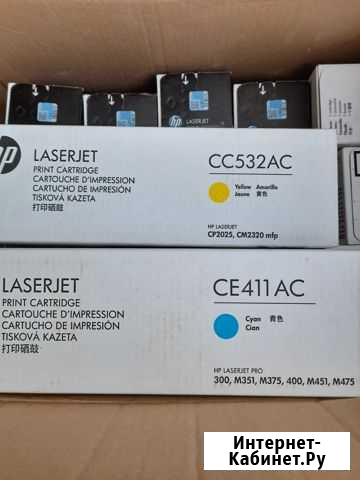 hp
hp
LASERJET
PRINT CARTRIDGE
CARTOUCHE D'IMPRESSION
CARTUCHO DE IMPRESIÓN
TISKOVÁ KAZETA
打印硒鼓
CC532AC
Yellow Amarillo
Jaune 黄色
HP LASERJET
CP2025, CM2320 mfp
LASERJET
PRINT CARTRIDGE
CARTOUCHE D'IMPRESSION
CARTUCHO DE IMPRESIÓN
TISKOVÁ KAZETA
打印硒鼓
CE411AC
Cyan 青色
Cian
HP LASERJET PRO
300, M351, M375, 400, M451, M475
Интернет-
Кабинет.Ру